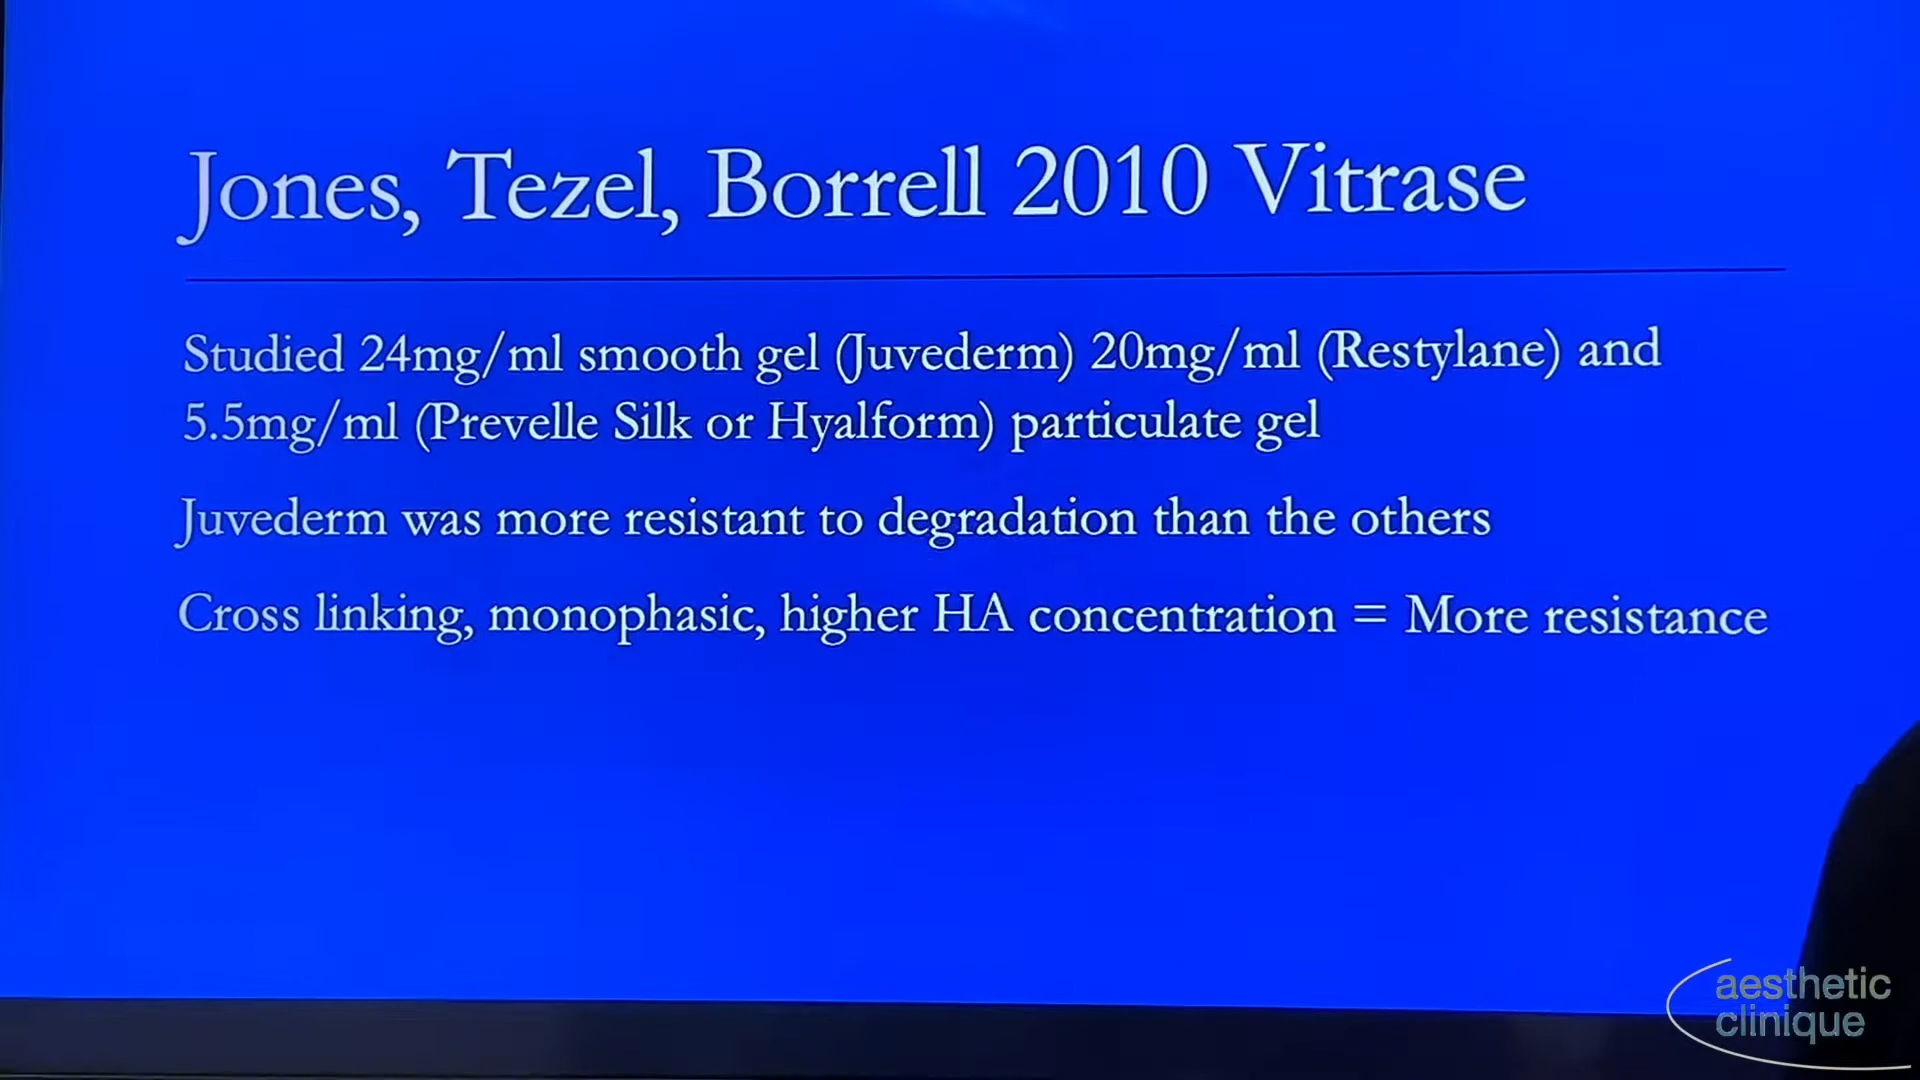 Jones, Tezel, Borrell 2010 Vitrase
Studied 24mg/ml smooth gel (Juvederm) 20mg/ml (Restylane) and
5.5mg/ml (Prevelle Silk or Hyalform) particulate gel
Juvederm was more resistant to degradation than the others
Cross linking, monophasic, higher HA concentration = More resistance
aesthetic
clinique